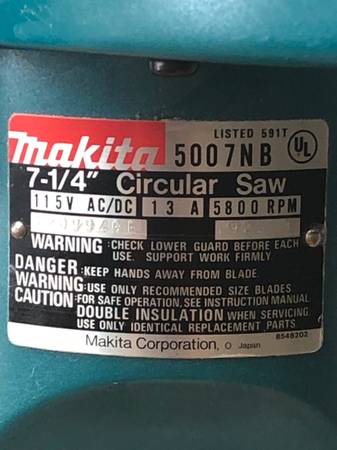 LISTED 591T
makita 5007NB UL
7-1/4" Circular Saw
115V AC/DC 13 A 5800 RPM
WARNING:CHECK LOWER GUARD BEFORE EACH
USE. SUPPORT WORK FIRMLY
DANGER:KEEP HANDS AWAY FROM BLADE.
WARNING:USE ONLY RECOMMENDED SIZE BLADES.
CAUTION:FOR SAFE OPERATION, SEE INSTRUCTION MANUAL.
DOUBLE INSULATION WHEN SERVICING,
USE ONLY IDENTICAL REPLACEMENT PARTS
Makita Corporation, O Japan 8548202